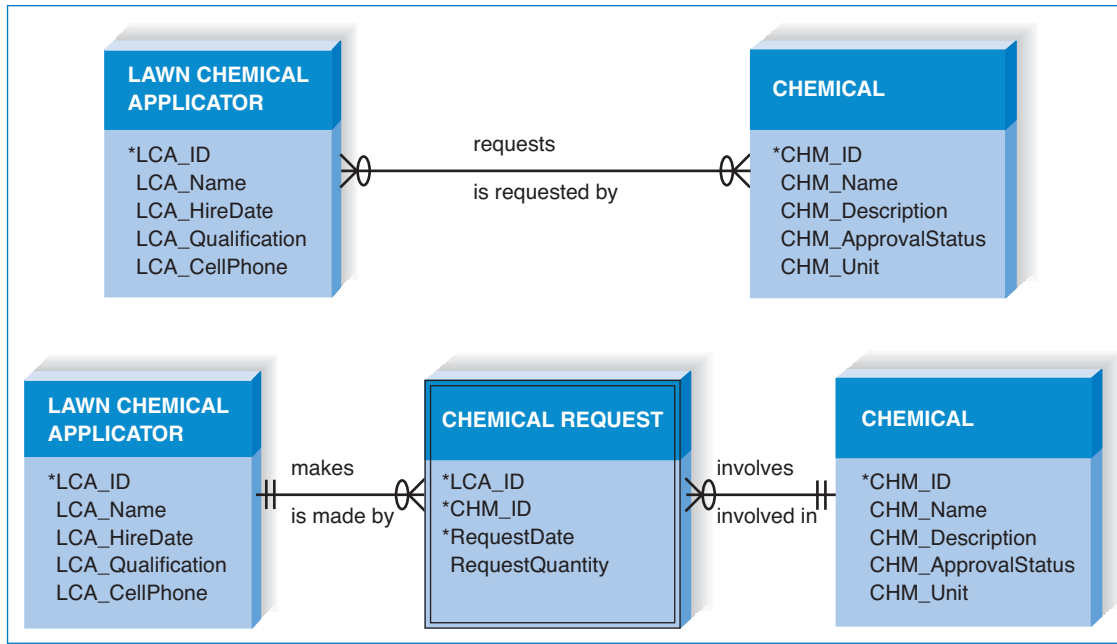 LAWN CHEMICAL
APPLICATOR
*LCA_ID
LCA_Name
LCA_HireDate
LCA_Qualification
LCA_CellPhone
requests
is requested by
CHEMICAL
*CHM_ID
CHM_Name
CHM_Description
CHM_ApprovalStatus
CHM_Unit
LAWN CHEMICAL
APPLICATOR
*LCA_ID
LCA_Name
LCA_HireDate
LCA_Qualification
LCA_CellPhone
makes
is made by
CHEMICAL REQUEST
*LCA_ID
*CHM_ID
*RequestDate
RequestQuantity
involves
involved in
CHEMICAL
*CHM_ID
CHM_Name
CHM_Description
CHM_ApprovalStatus
CHM_Unit